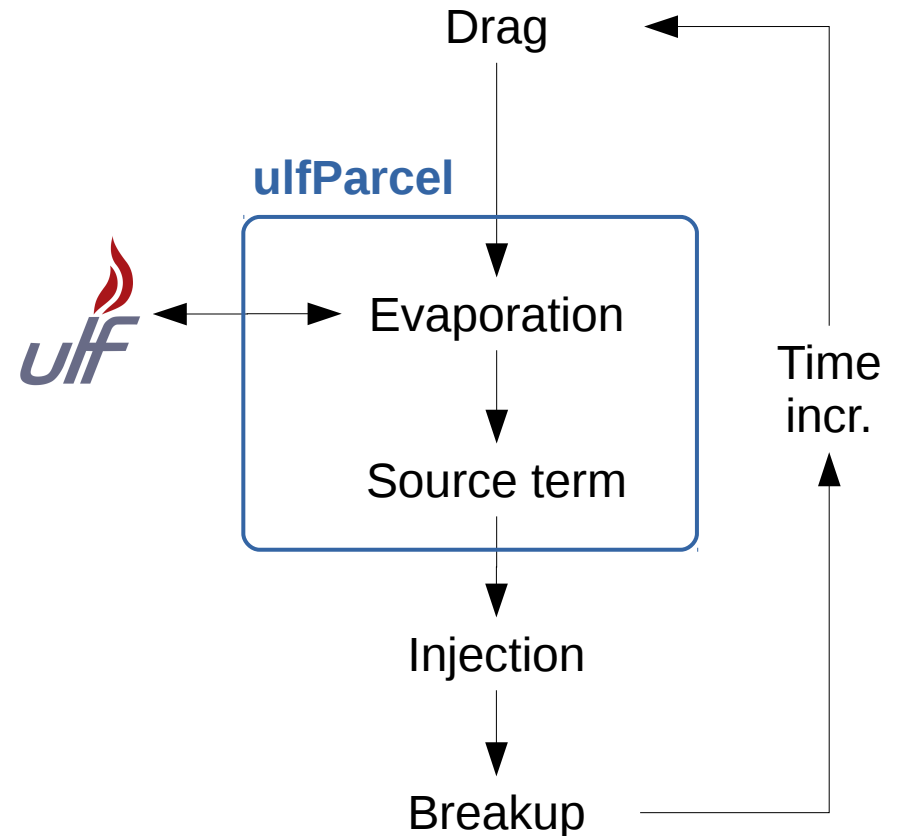 Drag
ulfParcel
ulf
Evaporation
Time
incr.
Source term
Injection
Breakup